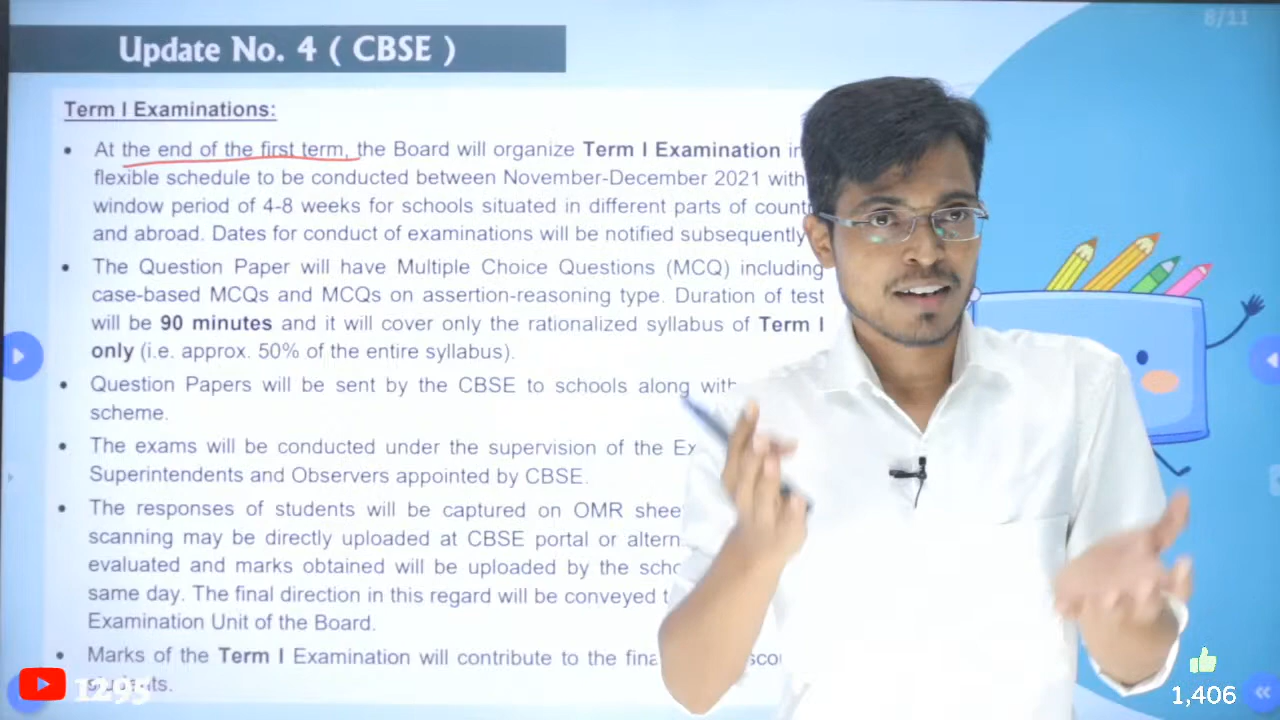 8/11
Update No. 4 ( CBSE )
Term I Examinations:
• At the end of the first term, the Board will organize Term I Examination in
flexible schedule to be conducted between November-December 2021 with
window period of 4-8 weeks for schools situated in different parts of
and abroad. Dates for conduct of examinations will be notified subsequently
• The Question Paper will have Multiple Choice Questions (MCQ) including
case-based MCQs and MCQs on assertion-reasoning type. Duration of test
will be 90 minutes and it will cover only the rationalized syllabus of Term I
only (i.e. approx. 50% of the entire syllabus).
• Question Papers will be sent by the CBSE to schools along with
scheme.
• The exams will be conducted under the supervision of the
Superintendents and Observers appointed by CBSE.
• The responses of students will be captured on OMR
scanning may be directly uploaded at CBSE portal or
evaluated and marks obtained will be uploaded by the
same day. The final direction in this regard will be conveyed
Examination Unit of the Board.
• Marks of the Term I Examination will contribute to the
1295
1,406